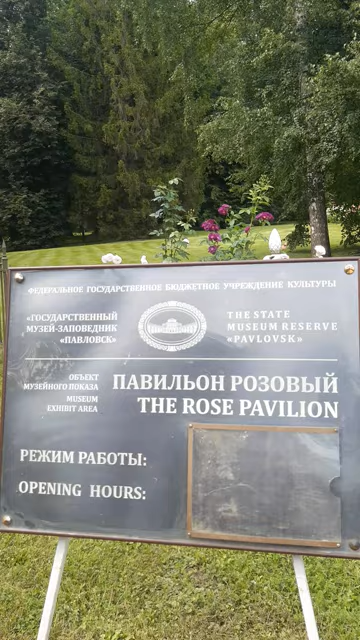 ФЕДЕРАЛЬНОЕ ГОСУДАРСТВЕННОЕ БЮДЖЕТНОЕ УЧРЕЖДЕНИЕ КУЛЬТУРЫ
«ГОСУДАРСТВЕННЫЙ
МУЗЕЙ-ЗАПОВЕДНИК
«ПАВЛОВСК»
THE STATE
MUSEUM RESERVE
«PAVLOVSK»
ОБЪЕКТ
МУЗЕЙНОГО ПОКАЗА
MUSEUM
EXHIBIT AREA
ПАВИЛЬОН РОЗОВЫЙ
THE ROSE PAVILION
РЕЖИМ РАБОТЫ:
OPENING HOURS: